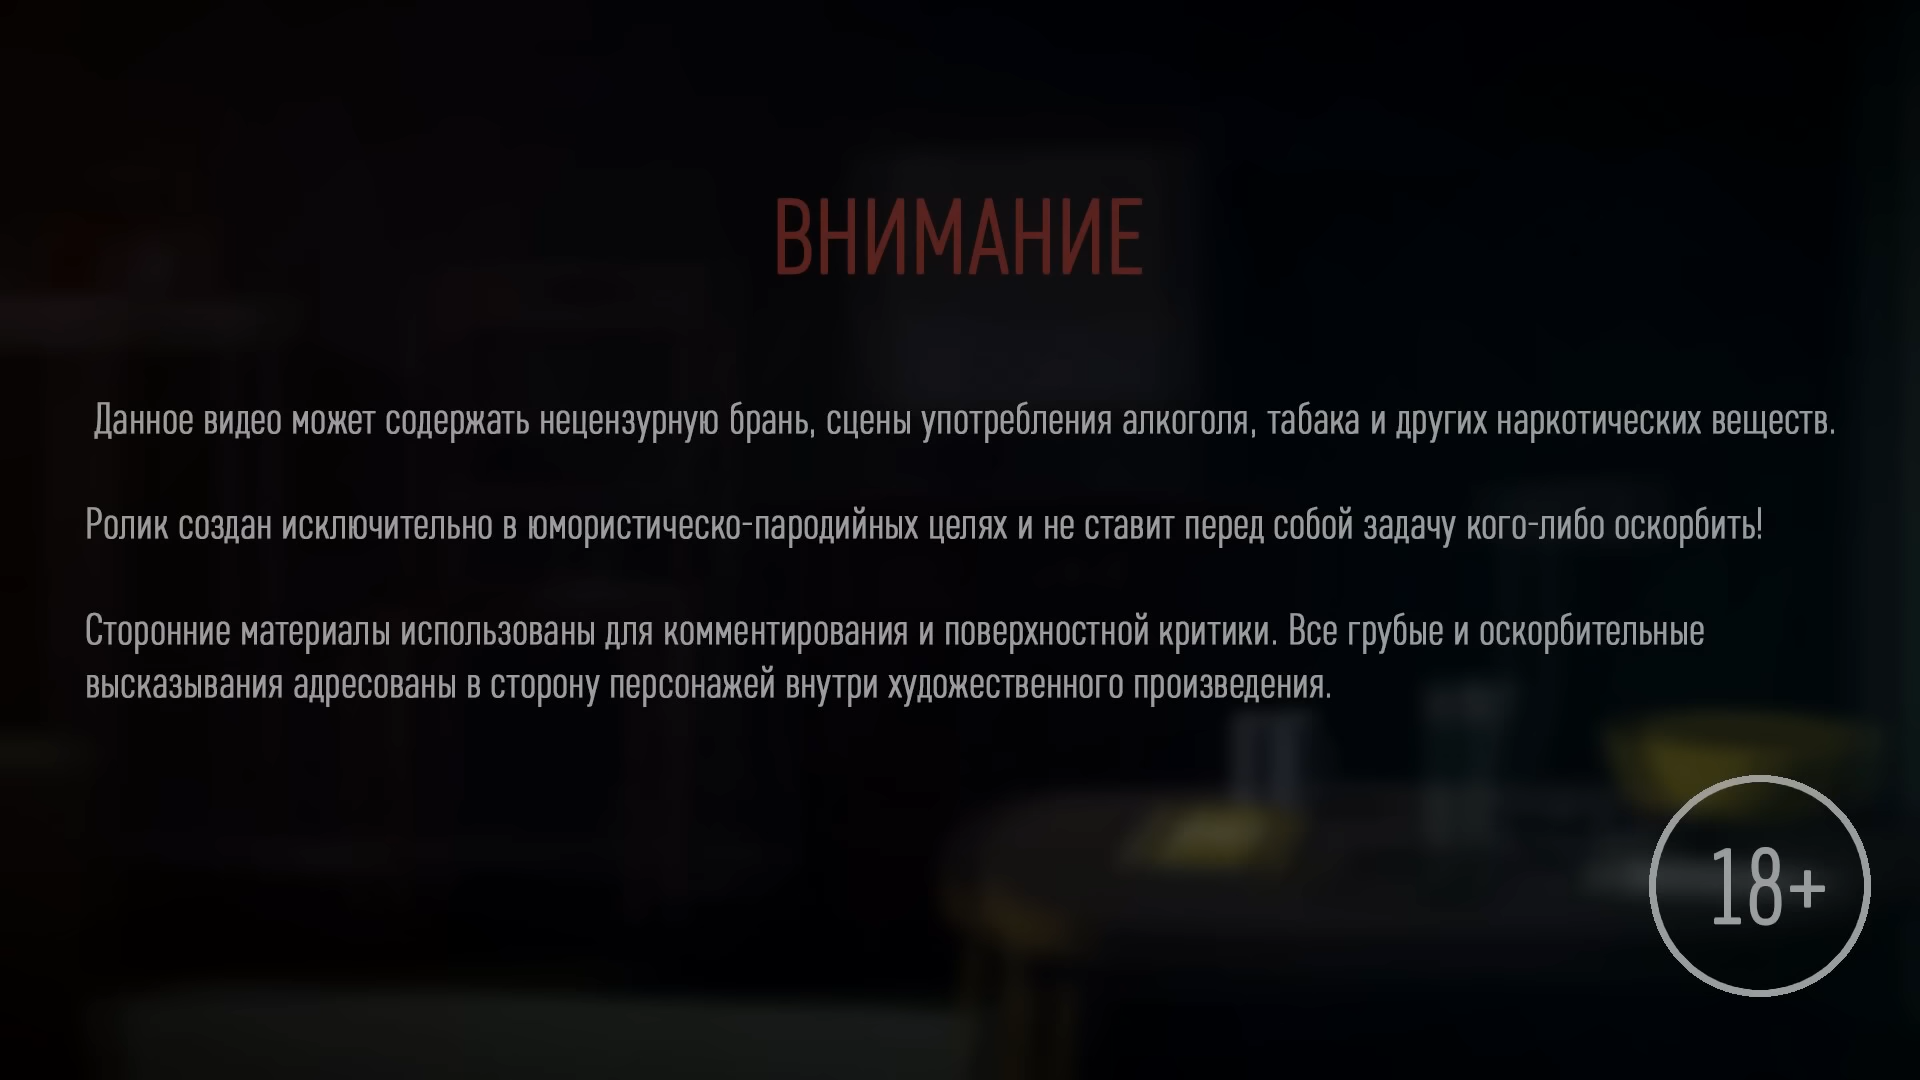 ВНИМАНИЕ
Данное видео может содержать нецензурную брань, сцены употребления алкоголя, табака и других наркотических веществ.
Ролик создан исключительно в юмористическо-пародийных целях и не ставит перед собой задачу кого-либо оскорбить!
Сторонние материалы использованы для комментирования и поверхностной критики. Все грубые и оскорбительные
высказывания адресованы в сторону персонажей внутри художественного произведения.
18+